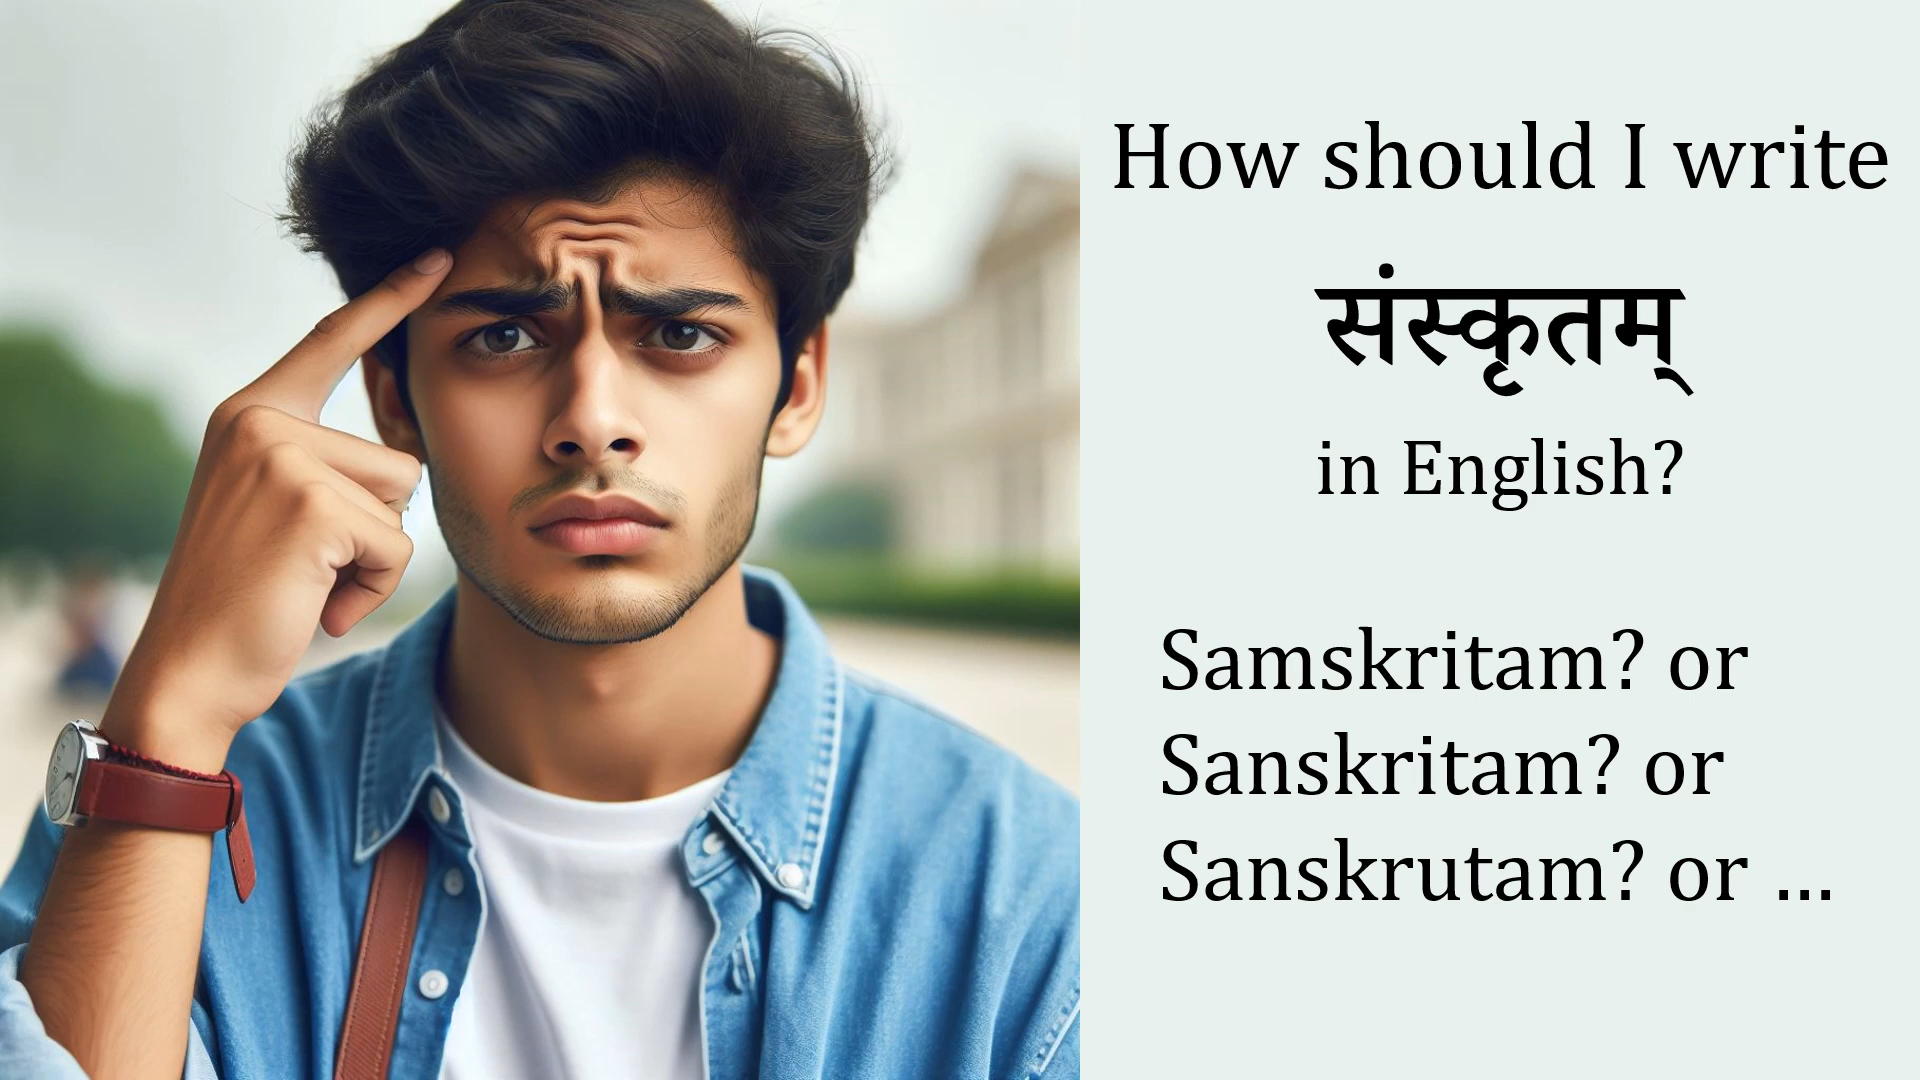 How should I write
संस्कृतम्
in English?
Samskritam? or
Sanskritam? or
Sanskrutam? or ...